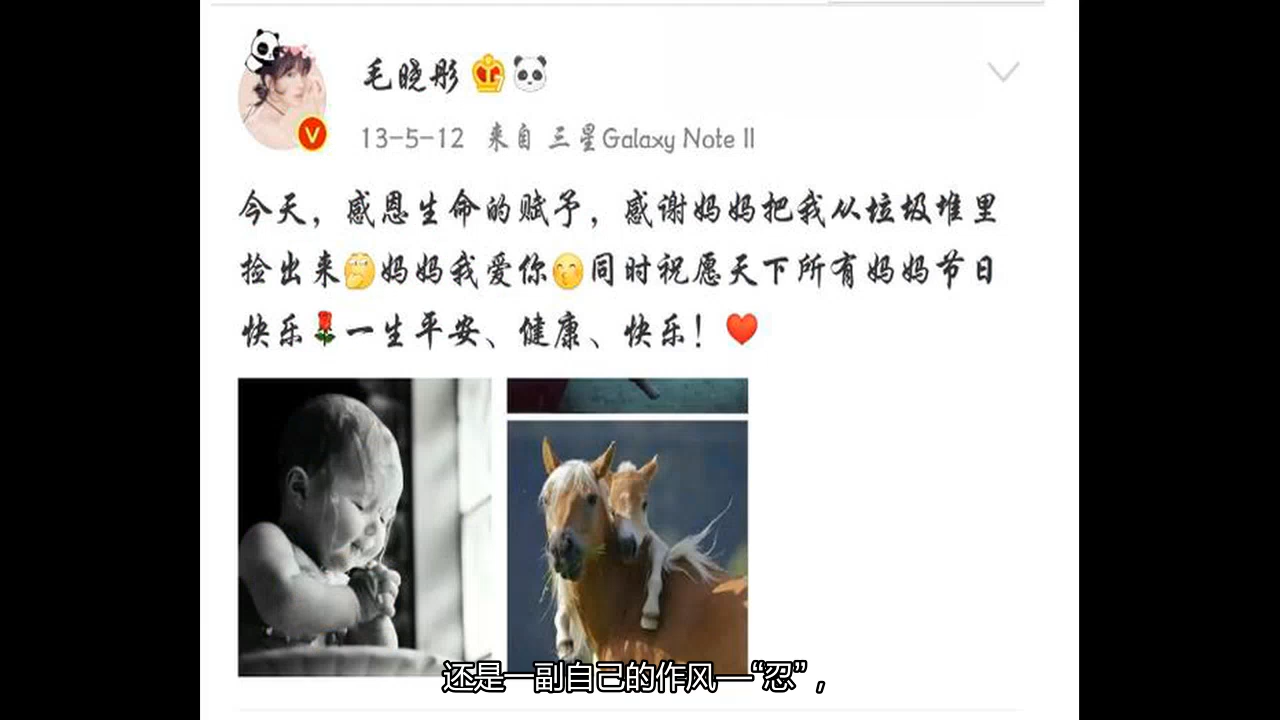 毛晓彤
13-5-12 来自 三星Galaxy Note II
今天，感恩生命的赋予，感谢妈妈把我从垃圾堆里
捡出来🤔妈妈我爱你😙同时祝愿天下所有妈妈节日
快乐🌹一生平安、健康、快乐！❤️
还是一副自己的作风—“忍”，